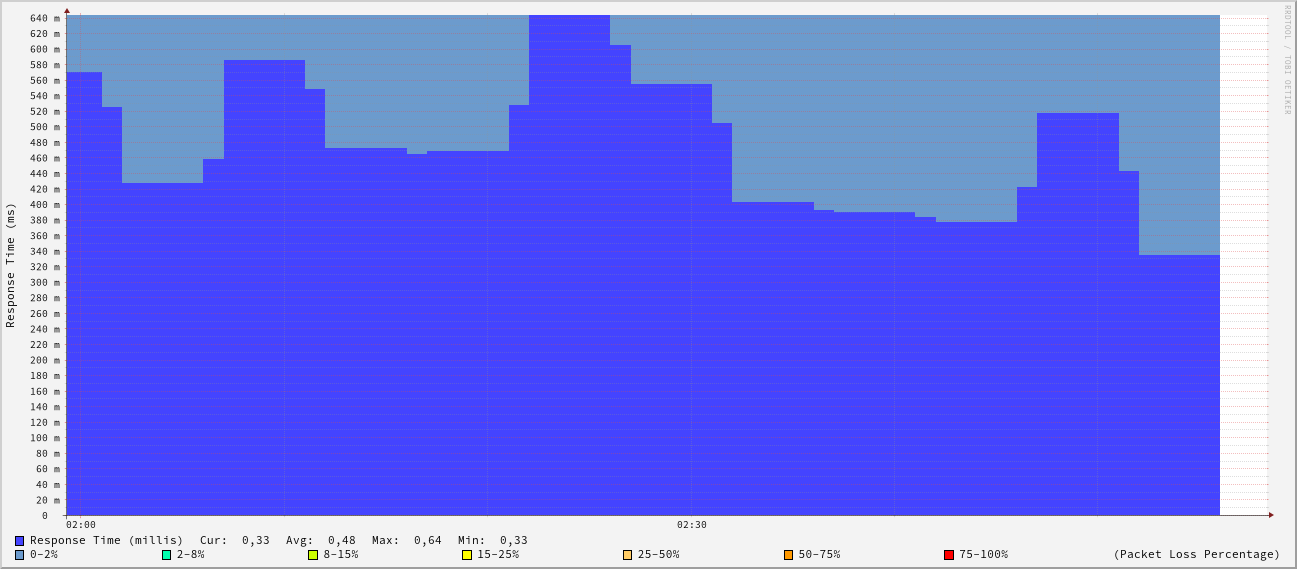 640 m
620 m
600 m
580 m
560 m
540 m
520 m
500 m
480 m
460 m
440 m
420 m
400 m
380 m
360 m
340 m
320 m
300 m
280 m
260 m
240 m
220 m
200 m
180 m
160 m
140 m
120 m
100 m
80 m
60 m
40 m
20 m
0
Response Time (ms)
RRDTOOL / TOBI OETIKER
02:00 02:30
Response Time (millis) Cur: 0,33 Avg: 0,48 Max: 0,64 Min: 0,33
0-2% 2-8% 8-15% 15-25% 25-50% 50-75% 75-100% (Packet Loss Percentage)